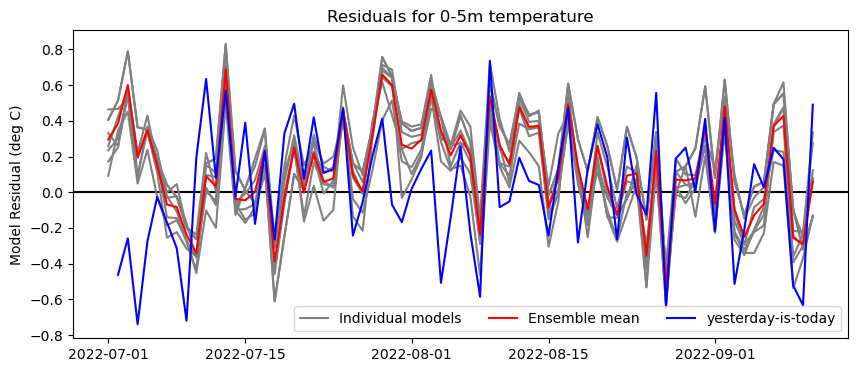 Residuals for 0-5m temperature
Model Residual (deg C)
0.8
0.6
0.4
0.2
0.0
−0.2
−0.4
−0.6
−0.8
Individual models
Ensemble mean
yesterday-is-today
2022-07-01
2022-07-15
2022-08-01
2022-08-15
2022-09-01